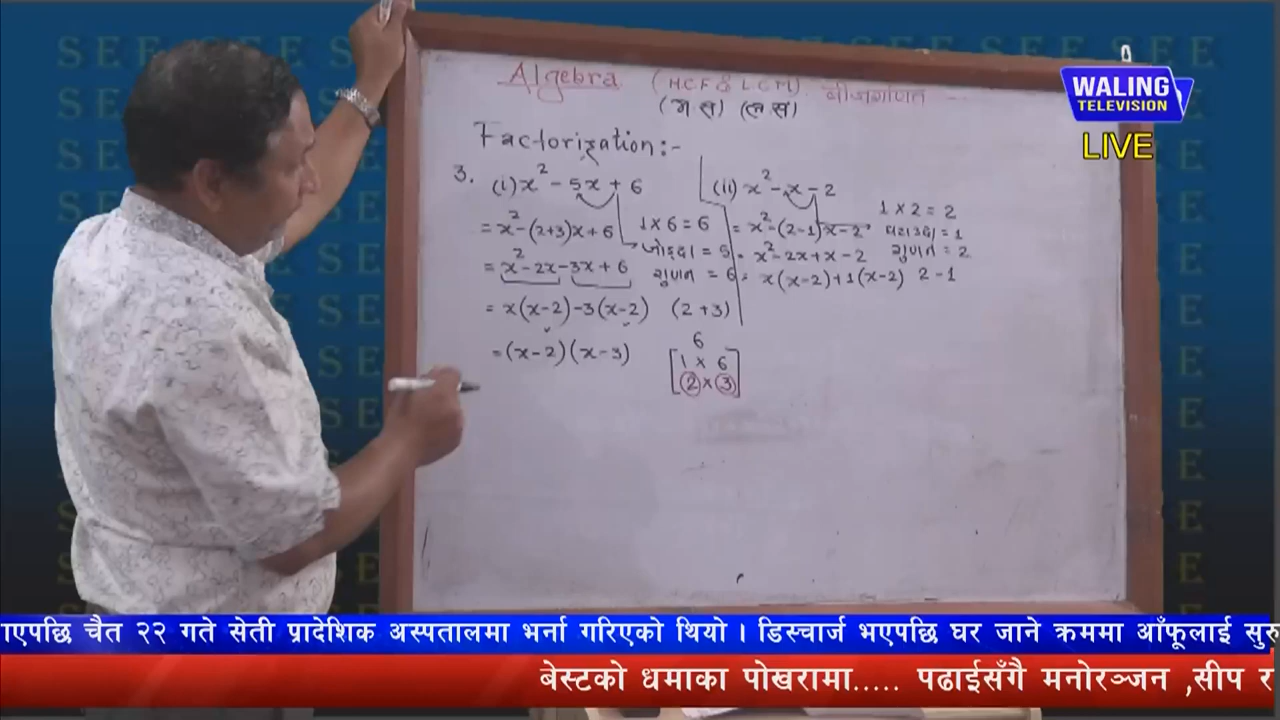 SEE SEE SEE
WALING
TELEVISION
LIVE
Algebra (HCF & LCM) बीजगणित
(म स) (ल स)
Factorization:-
3. (i) x² - 5x + 6
= x² - (2+3)x + 6
= x² - 2x - 3x + 6
= x(x-2) - 3(x-2)
= (x-2)(x-3)
1 x 6 = 6
जोड्दा = 5
गुणन = 6
(2+3)
6
1 x 6
2 x 3
(ii) x² - x - 2
= x² - (2-1)x - 2
= x² - 2x + x - 2
= x(x-2) + 1(x-2)
1 x 2 = 2
घटाउदा = 1
गुणन = 2
2 - 1
ाएपछि चैत २२ गते सेती प्रादेशिक अस्पतालमा भर्ना गरिएको थियो । डिस्चार्ज भएपछि घर जाने क्रममा आँफूलाई सुरु
बेस्टको धमाका पोखरामा..... पढाईसँगै मनोरञ्जन ,सीप र